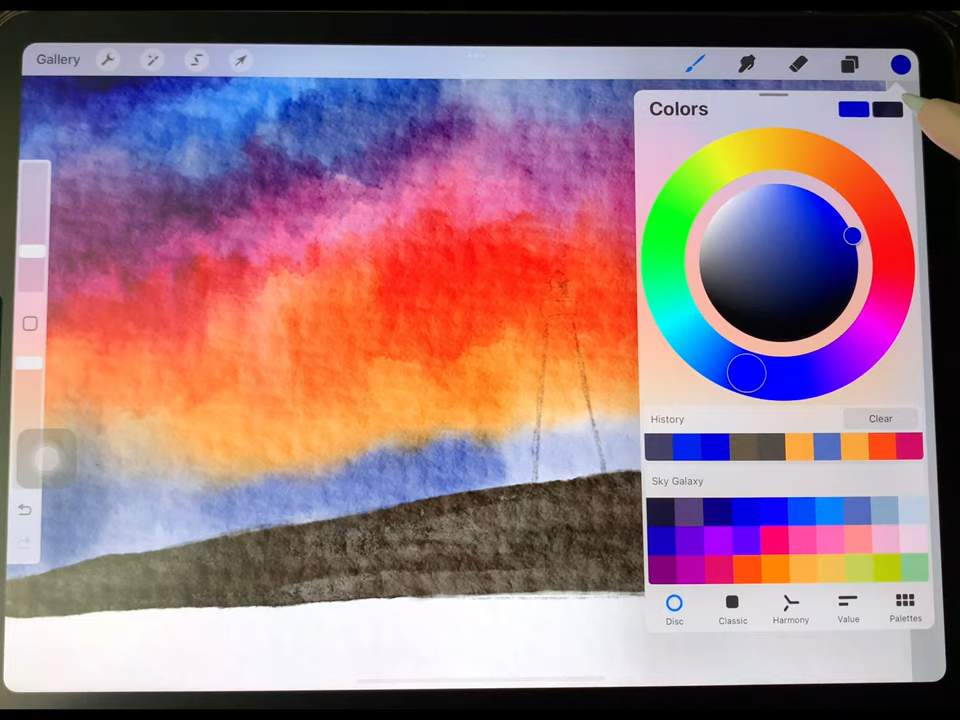 Gallery
Colors
History
Clear
Sky Galaxy
Disc
Classic
Harmony
Value
Palettes